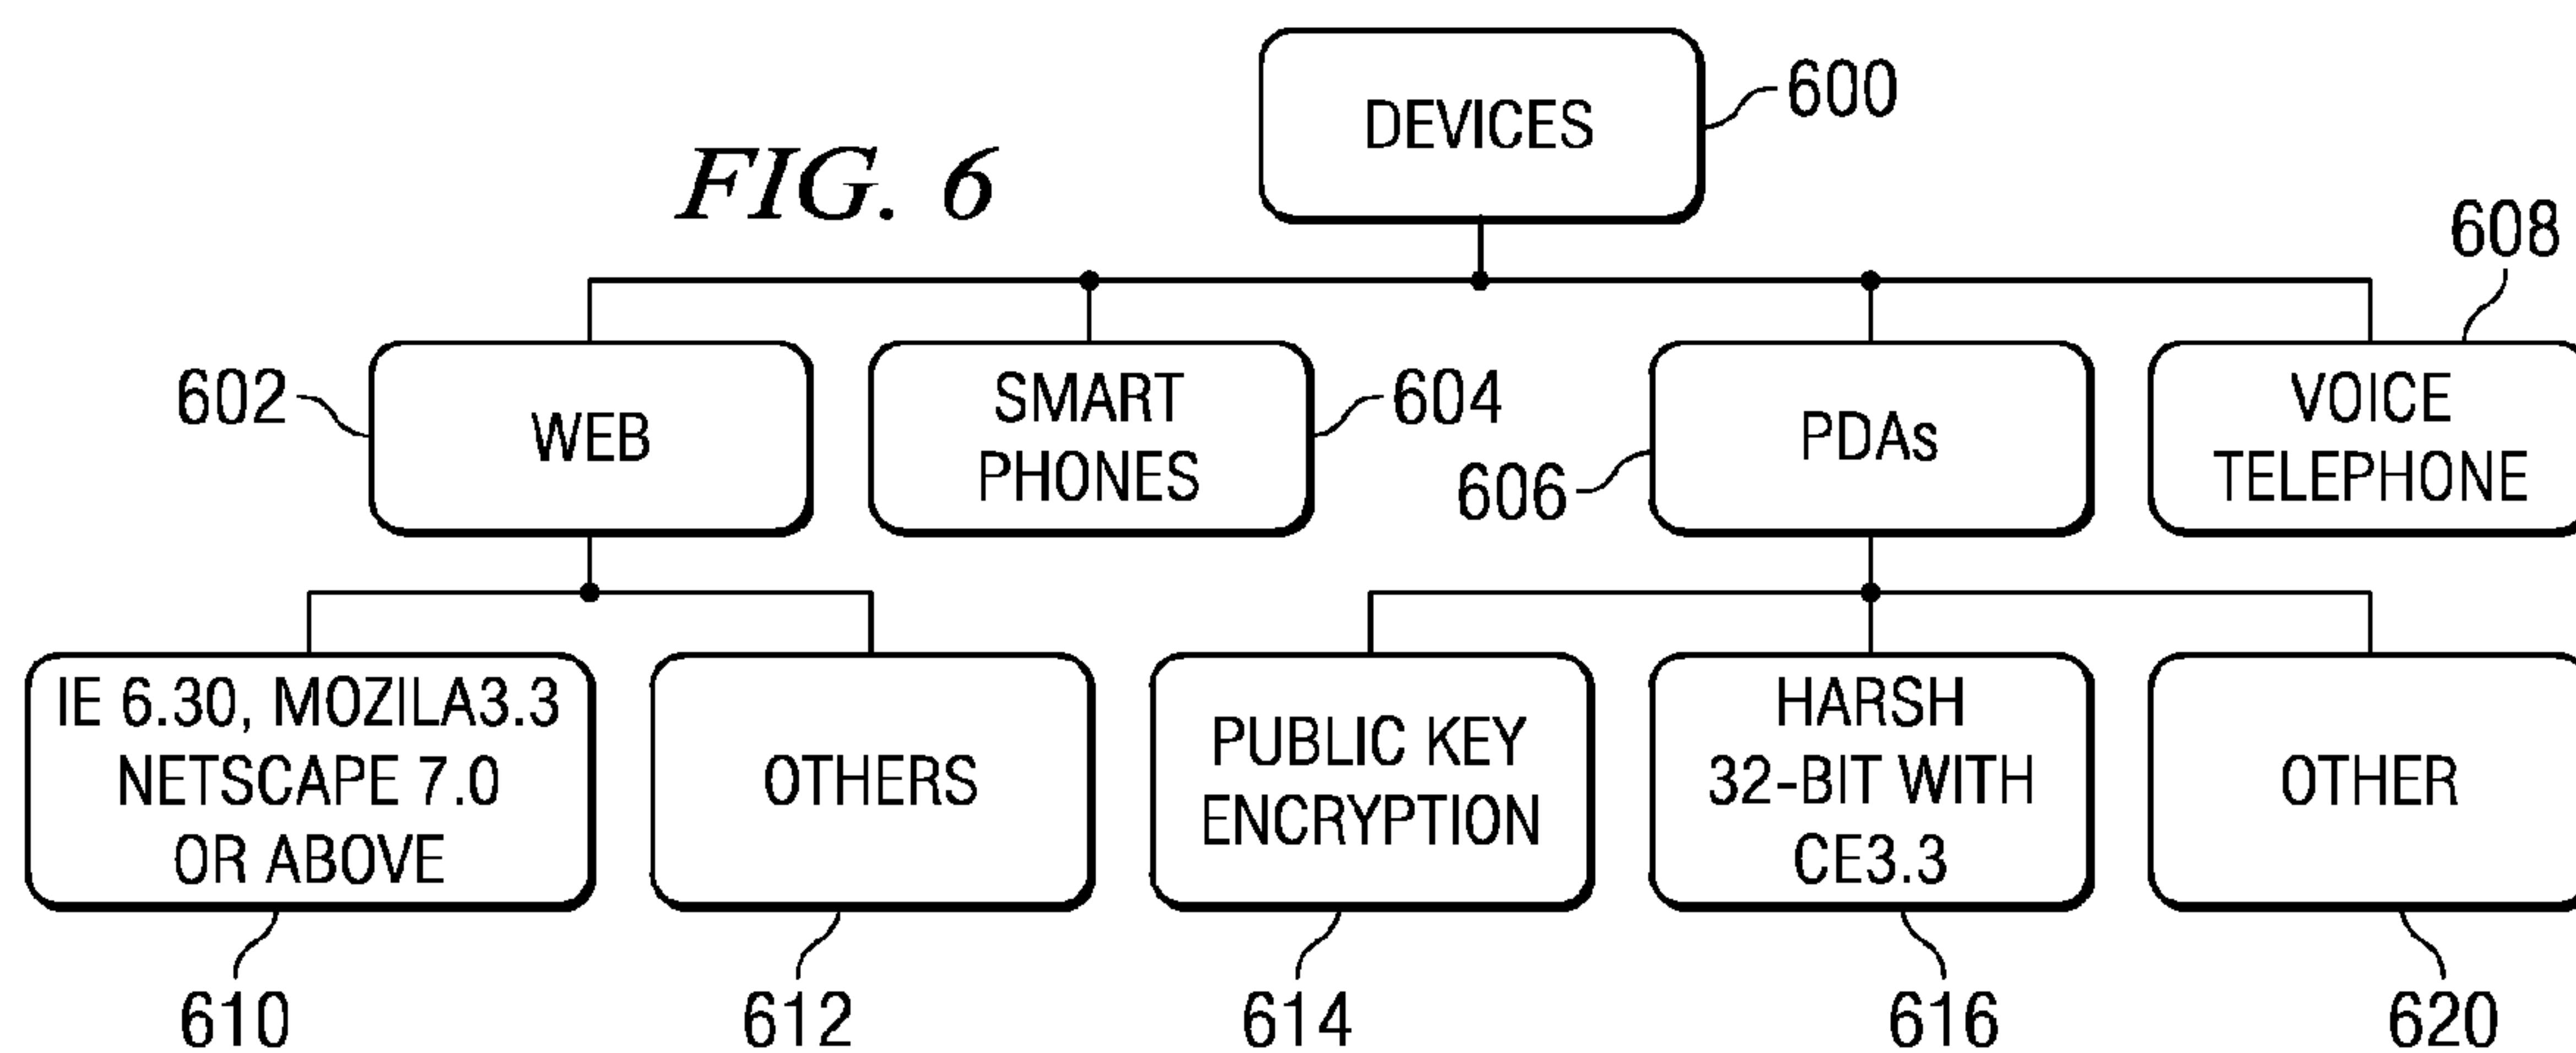 FIG. 6
DEVICES
600
602
WEB
SMART
PHONES
604
606
PDAs
608
VOICE
TELEPHONE
IE 6.30, MOZILA3.3
NETSCAPE 7.0
OR ABOVE
610
OTHERS
612
PUBLIC KEY
ENCRYPTION
614
HARSH
32-BIT WITH
CE3.3
616
OTHER
620